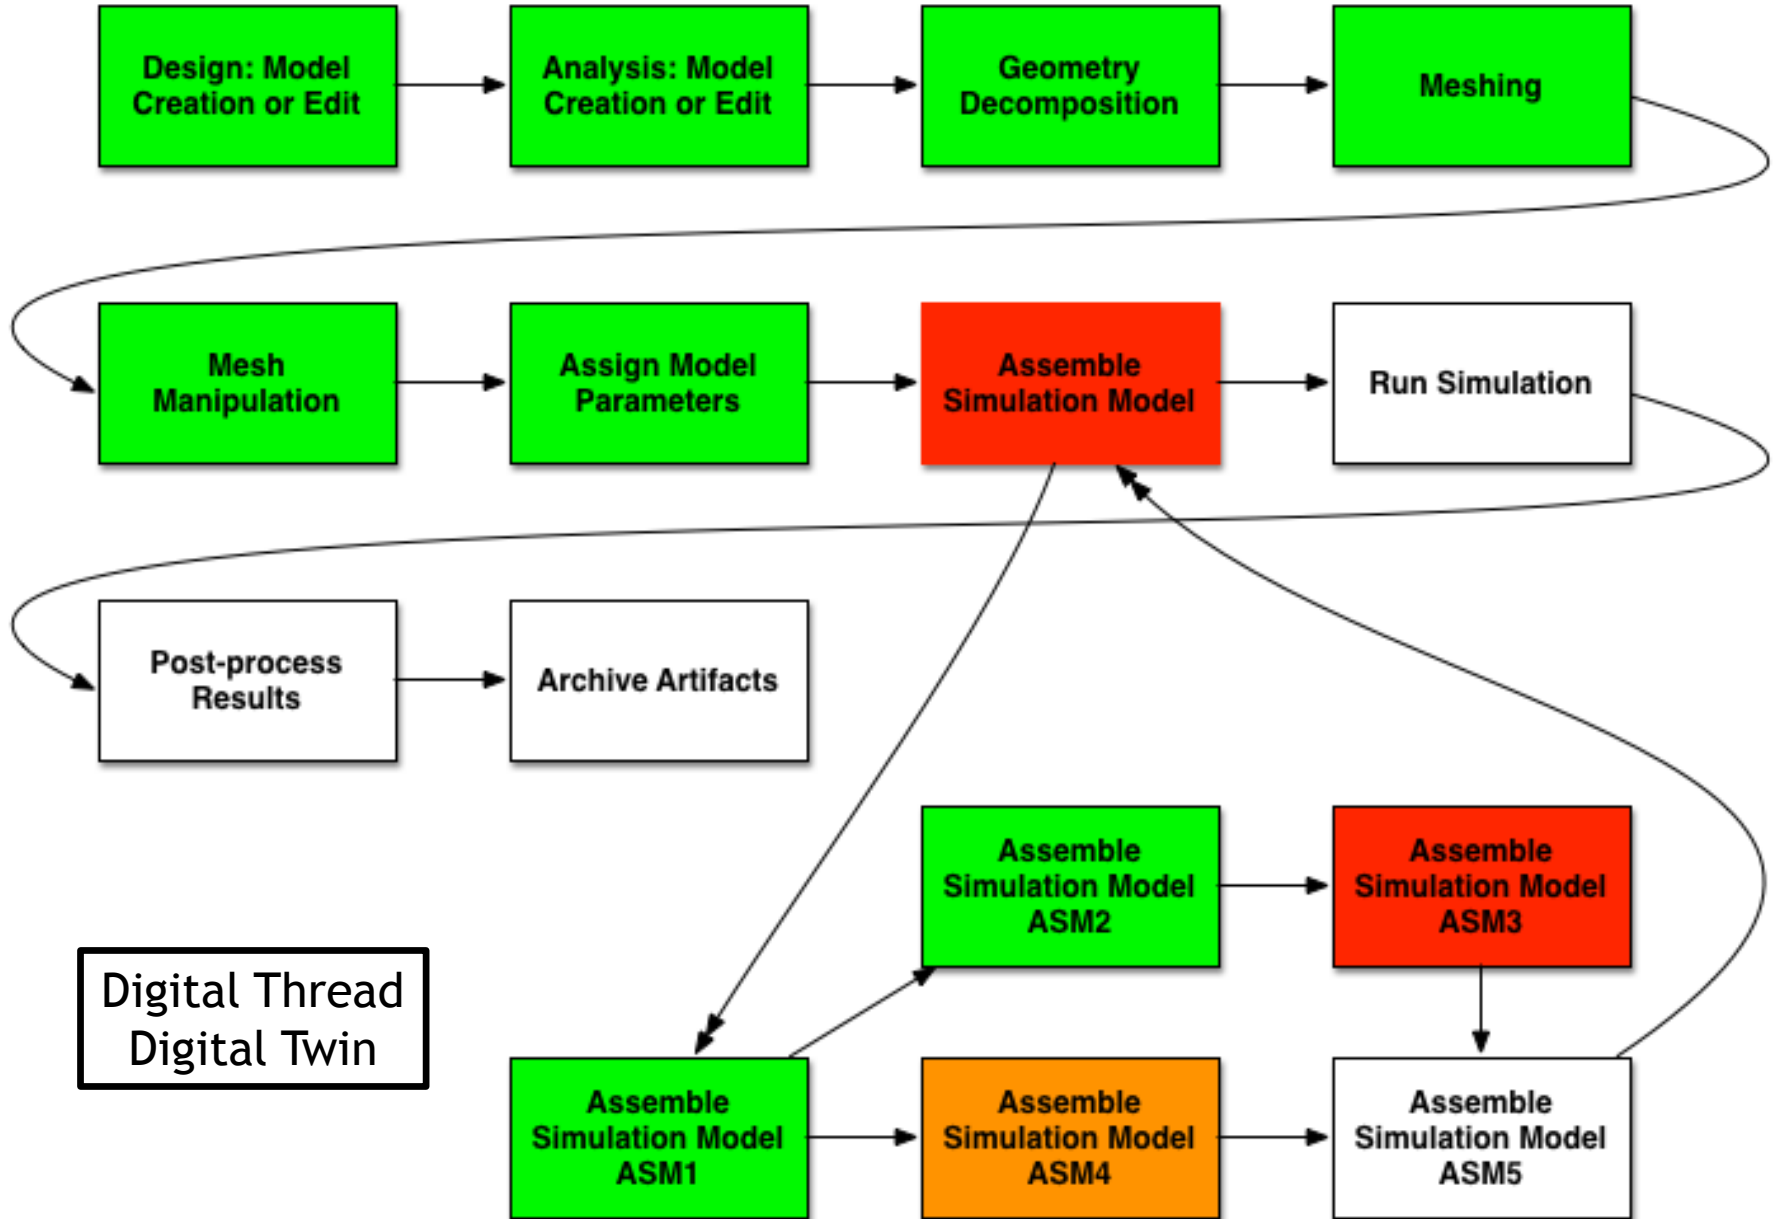 Design: Model
Creation or Edit
Analysis: Model
Creation or Edit
Geometry
Decomposition
Meshing
Mesh
Manipulation
Assign Model
Parameters
Assemble
Simulation Model
Run Simulation
Post-process
Results
Archive Artifacts
Assemble
Simulation Model
ASM2
Assemble
Simulation Model
ASM3
Digital Thread
Digital Twin
Assemble
Simulation Model
ASM1
Assemble
Simulation Model
ASM4
Assemble
Simulation Model
ASM5